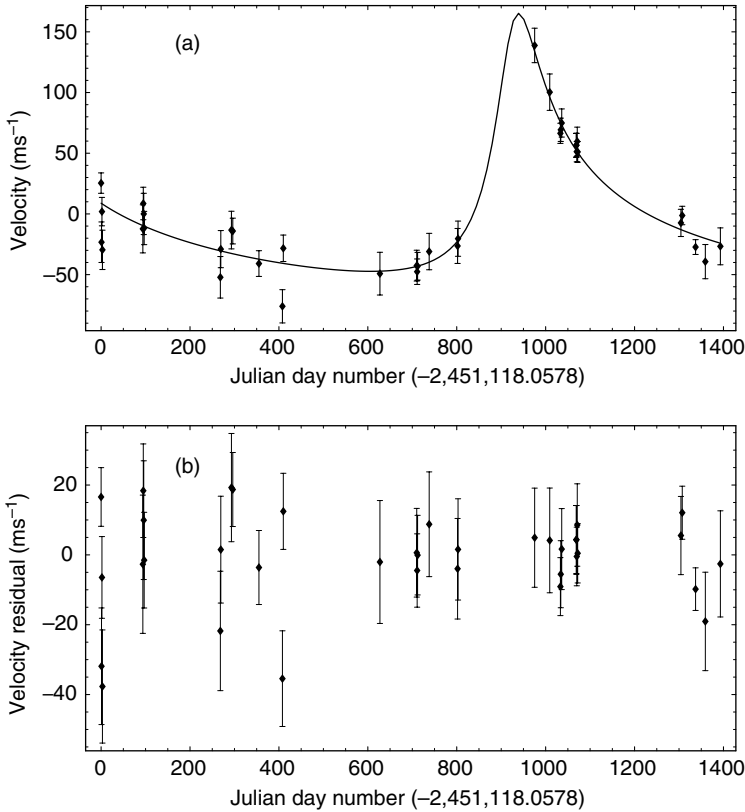 (a)
Velocity (ms⁻¹)
150
100
50
0
−50
0 200 400 600 800 1000 1200 1400
Julian day number (−2,451,118.0578)
(b)
Velocity residual (ms⁻¹)
20
0
−20
−40
0 200 400 600 800 1000 1200 1400
Julian day number (−2,451,118.0578)